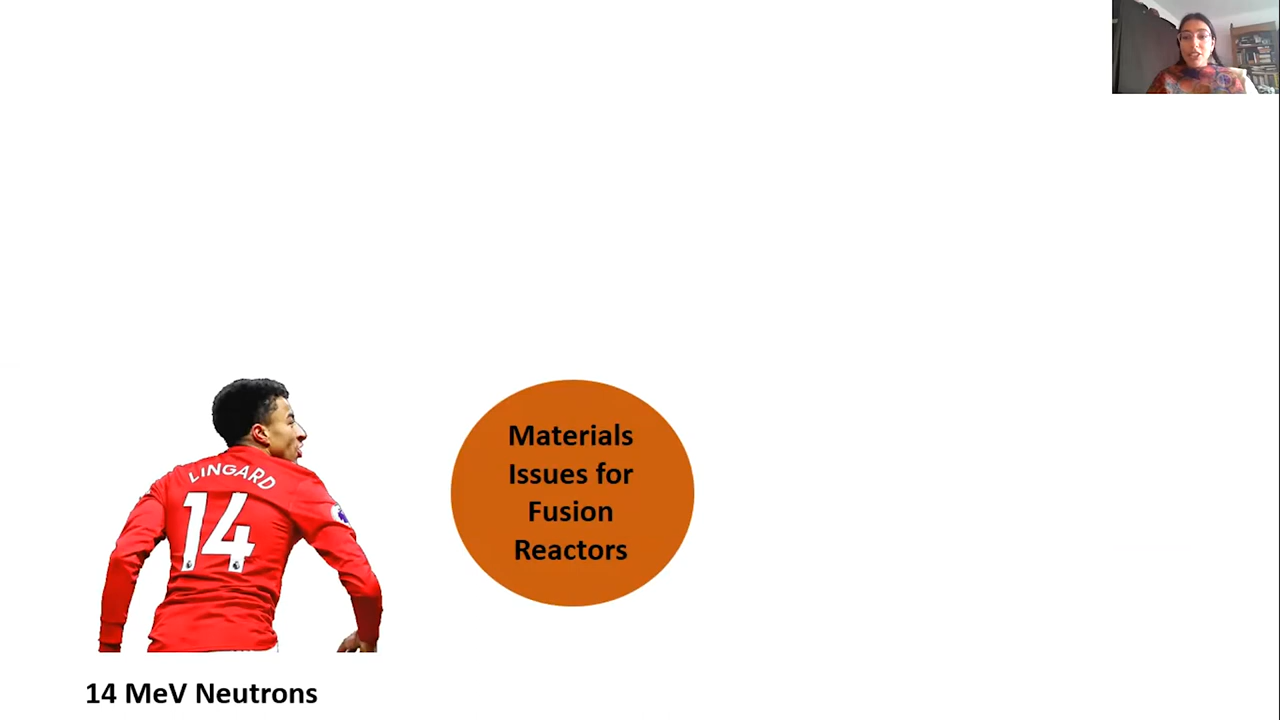 LINGARD
14
Materials
Issues for
Fusion
Reactors
14 MeV Neutrons